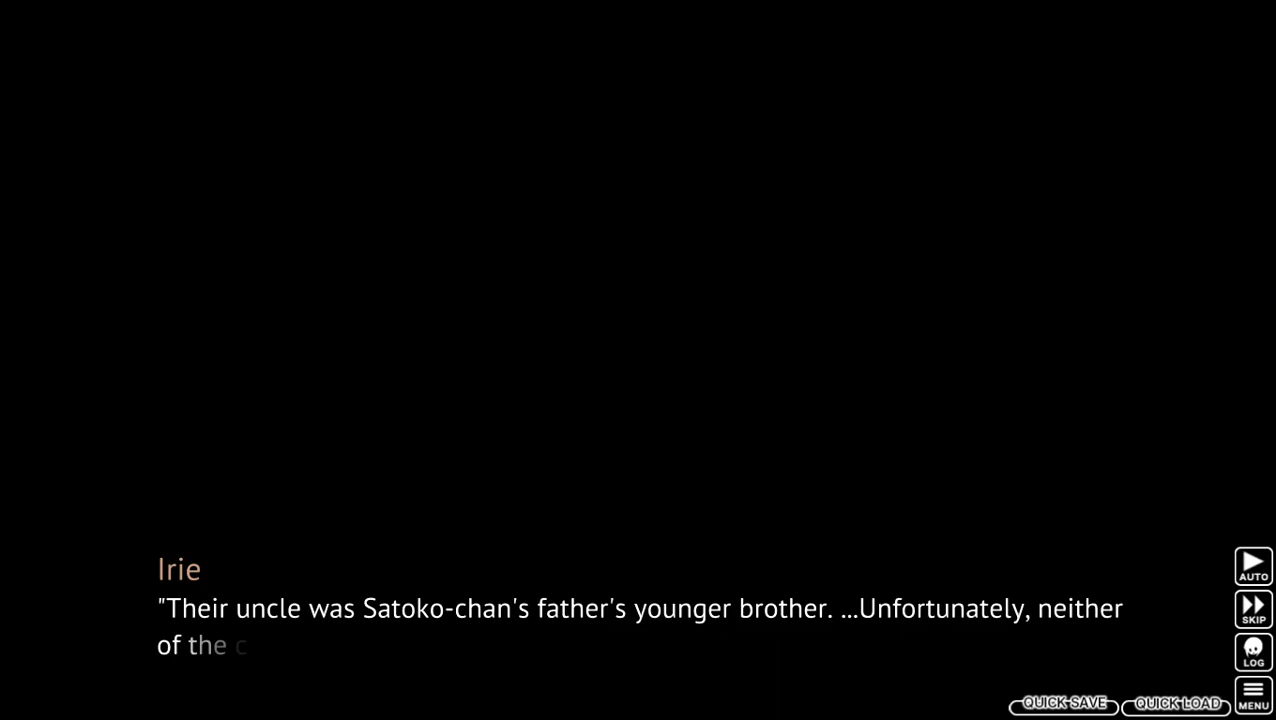 Irie
"Their uncle was Satoko-chan's father's younger brother. ...Unfortunately, neither
of the c
AUTO
SKIP
LOG
MENU
QUICK SAVE QUICK LOAD